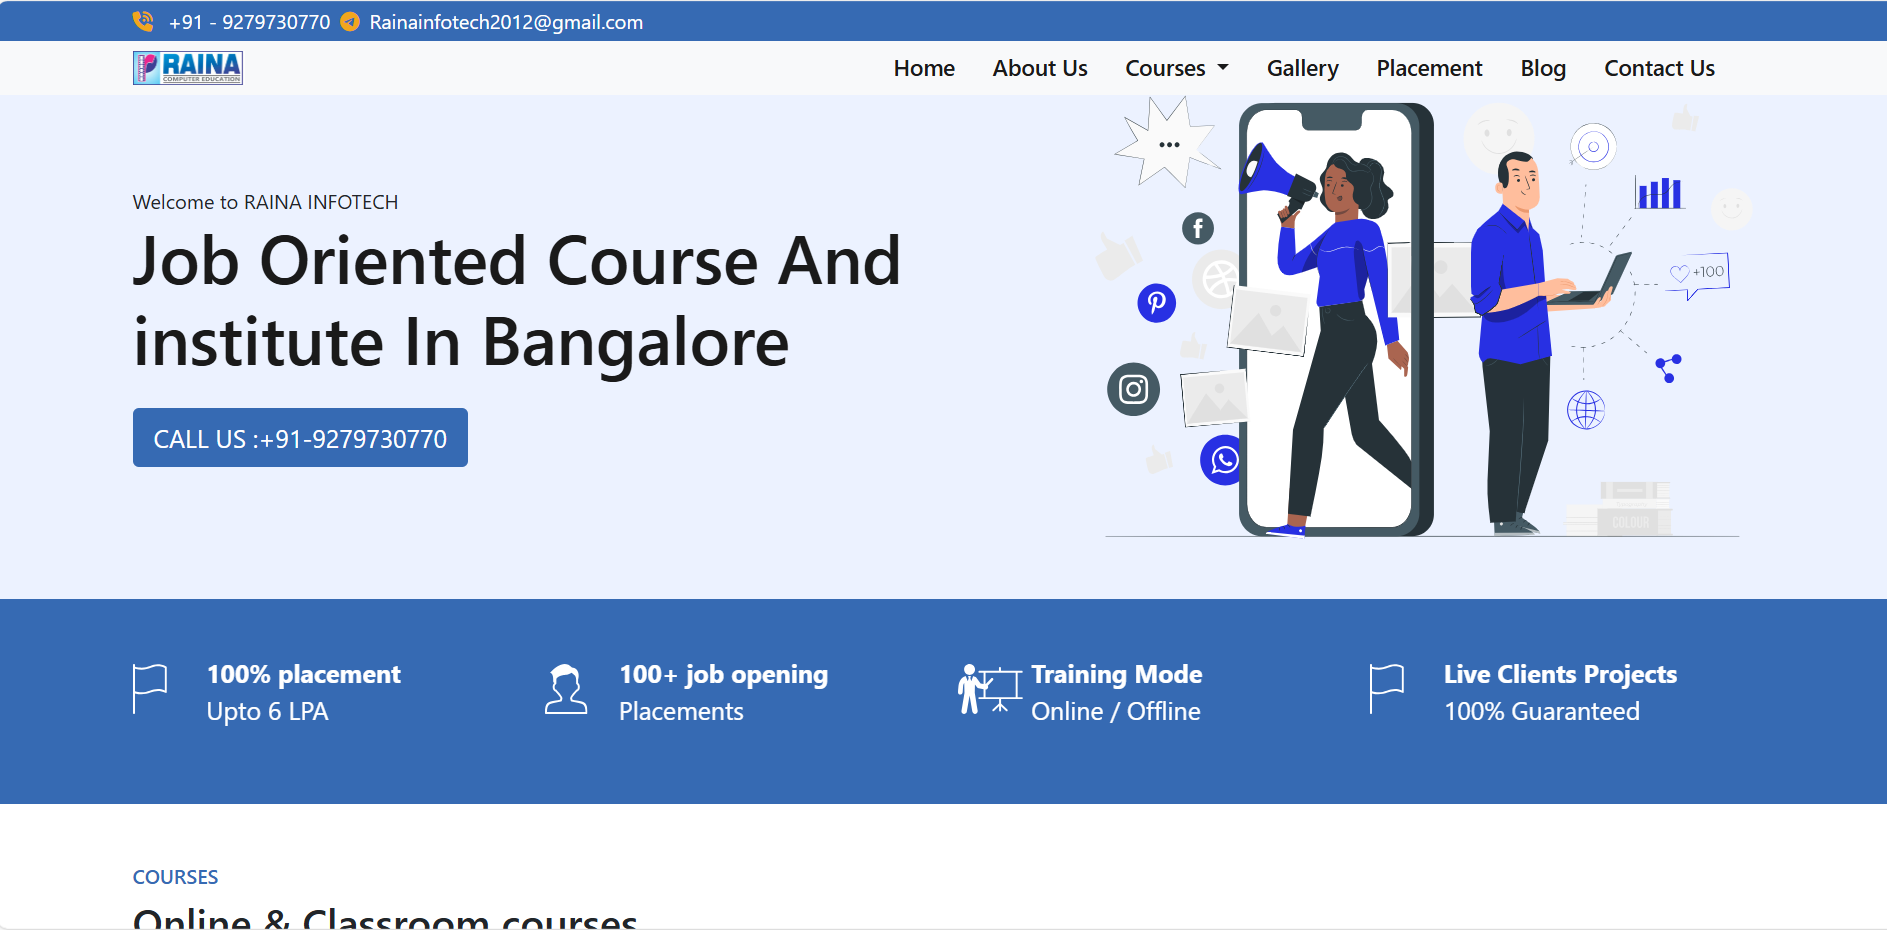 +91 - 9279730770 Rainainfotech2012@gmail.com
RAINA
COMPUTER EDUCATION
Home About Us Courses Gallery Placement Blog Contact Us
Welcome to RAINA INFOTECH
Job Oriented Course And
institute In Bangalore
CALL US :+91-9279730770
+100
COLOUR
100% placement
Upto 6 LPA
100+ job opening
Placements
Training Mode
Online / Offline
Live Clients Projects
100% Guaranteed
COURSES
Online & Classroom courses